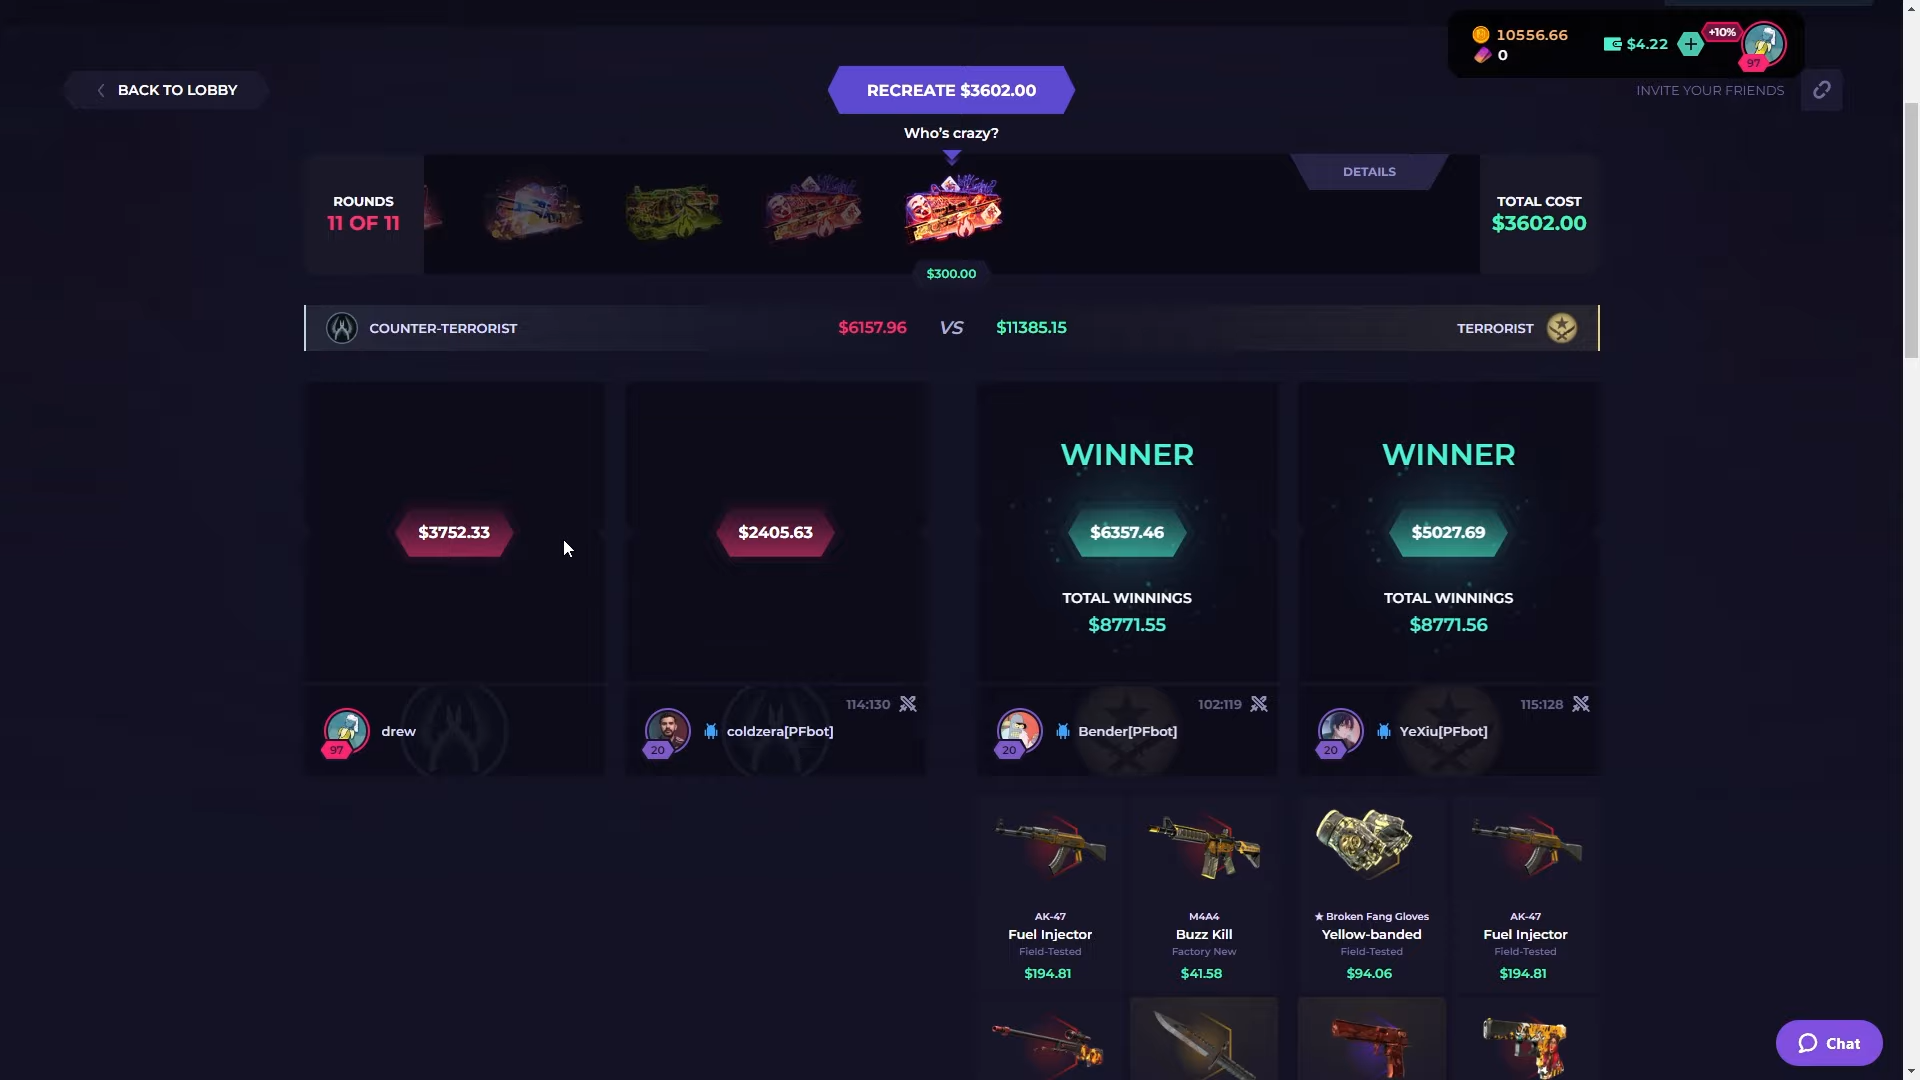 10556.66
0
$4.22
+10%
97
BACK TO LOBBY
RECREATE $3602.00
INVITE YOUR FRIENDS
Who's crazy?
DETAILS
ROUNDS
11 OF 11
TOTAL COST
$3602.00
$300.00
COUNTER-TERRORIST
$6157.96
VS
$11385.15
TERRORIST
WINNER
WINNER
$3752.33
$2405.63
$6357.46
$5027.69
TOTAL WINNINGS
$8771.55
TOTAL WINNINGS
$8771.56
114:130
102:119
115:128
97
drew
20
coldzera[PFbot]
20
Bender[PFbot]
20
YeXiu[PFbot]
AK-47
Fuel Injector
Field-Tested
$194.81
M4A4
Buzz Kill
Factory New
$41.58
★ Broken Fang Gloves
Yellow-banded
Field-Tested
$94.06
AK-47
Fuel Injector
Field-Tested
$194.81
Chat